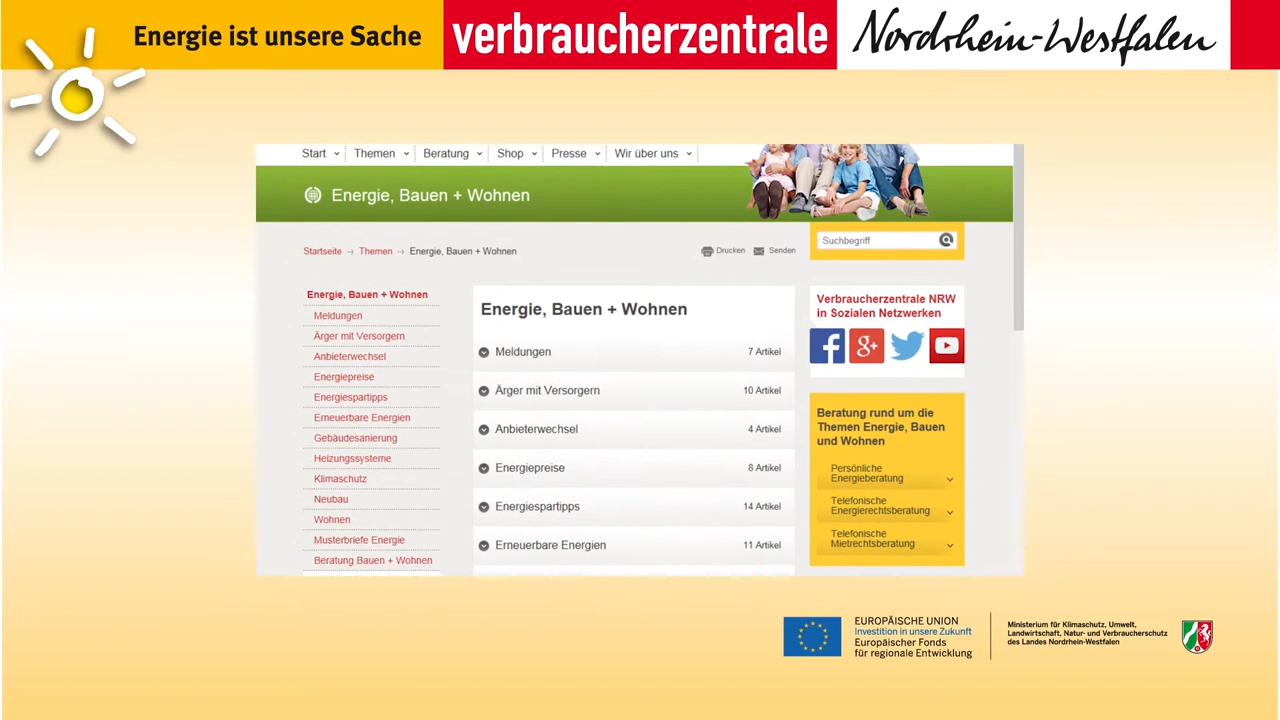 Energie ist unsere Sache
verbraucherzentrale
Nordrhein-Westfalen
Start
Themen
Beratung
Shop
Presse
Wir über uns
Energie, Bauen + Wohnen
Startseite → Themen → Energie, Bauen + Wohnen
Drucken
Senden
Suchbegriff
Energie, Bauen + Wohnen
Meldungen
Ärger mit Versorgern
Anbieterwechsel
Energiepreise
Energiespartipps
Erneuerbare Energien
Gebäudesanierung
Heizungssysteme
Klimaschutz
Neubau
Wohnen
Musterbriefe Energie
Beratung Bauen + Wohnen
Energie, Bauen + Wohnen
Meldungen 7 Artikel
Ärger mit Versorgern 10 Artikel
Anbieterwechsel 4 Artikel
Energiepreise 8 Artikel
Energiespartipps 14 Artikel
Erneuerbare Energien 11 Artikel
Verbraucherzentrale NRW
in Sozialen Netzwerken
Beratung rund um die
Themen Energie, Bauen
und Wohnen
Persönliche
Energieberatung
Telefonische
Energierechtsberatung
Telefonische
Mietrechtsberatung
EUROPÄISCHE UNION
Investition in unsere Zukunft
Europäischer Fonds
für regionale Entwicklung
Ministerium für Klimaschutz, Umwelt,
Landwirtschaft, Natur- und Verbraucherschutz
des Landes Nordrhein-Westfalen